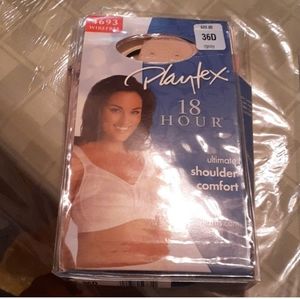 4693
WIREFREE
36D
Playtex
18
HOUR
ultimate
shoulder
comfort